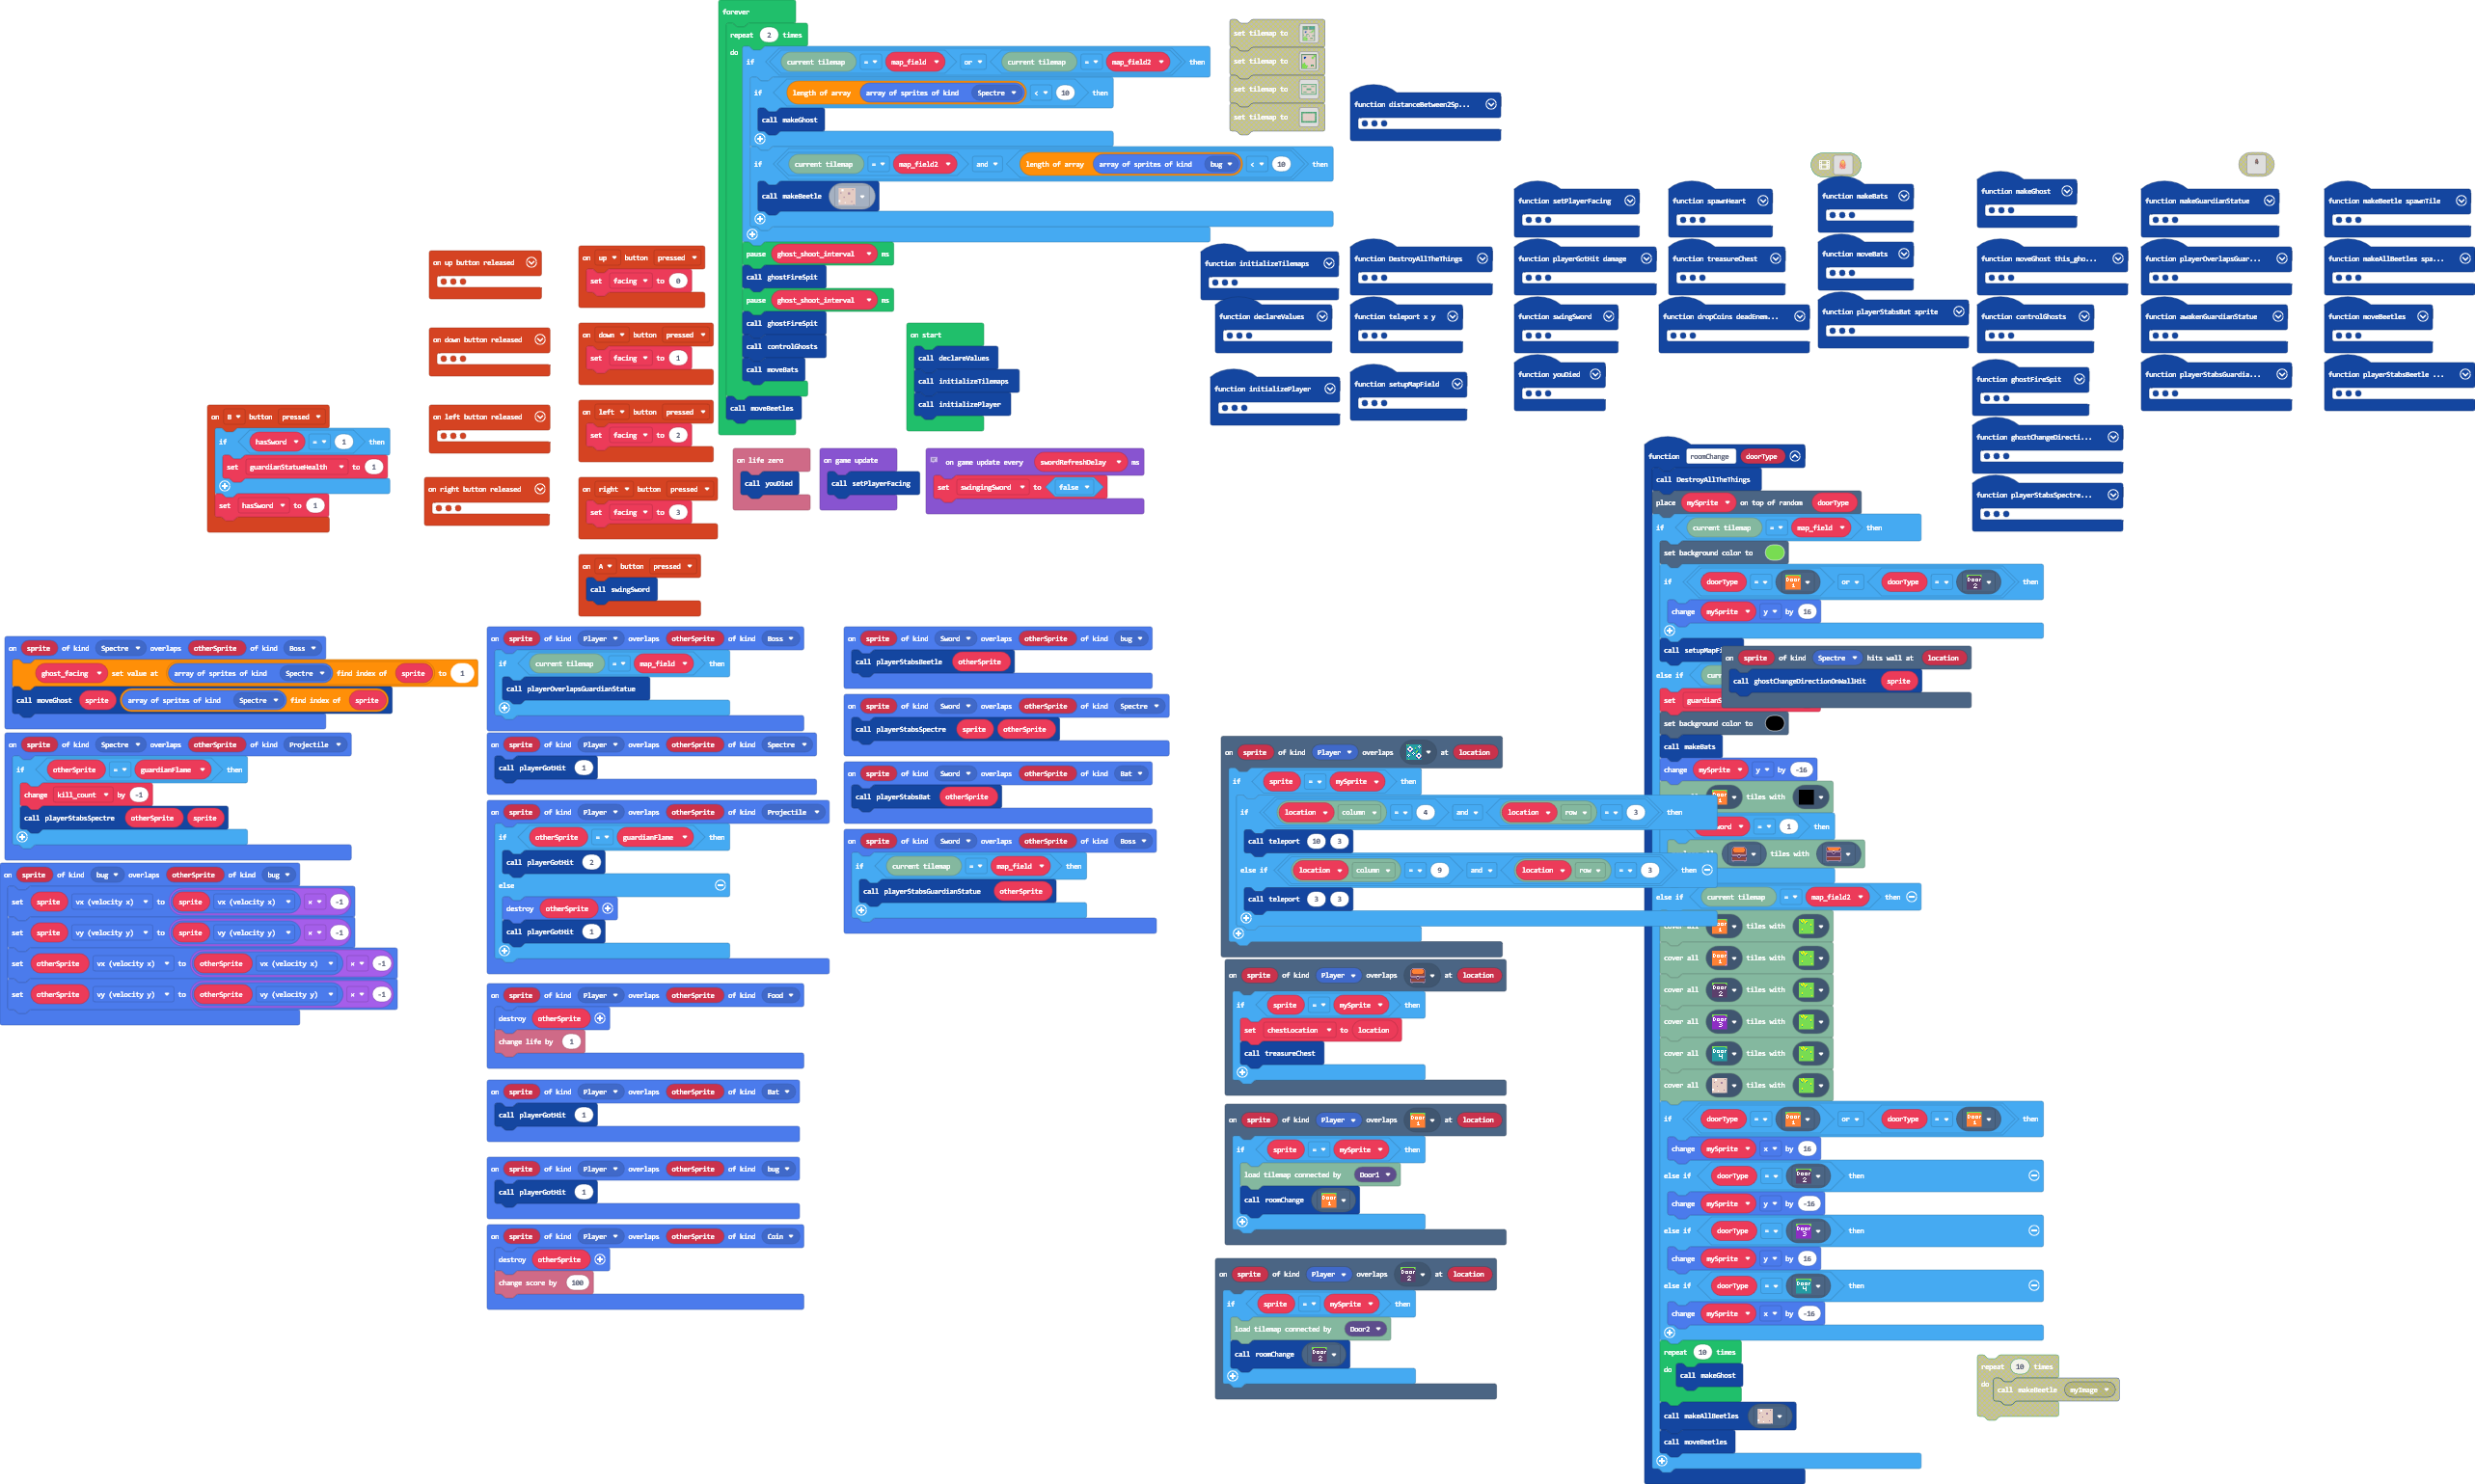 forever
repeat 2 times
do
if current tilemap = map_field or current tilemap = map_field2 then
if length of array array of sprites of kind Spectre < 10 then
call makeGhost
if current tilemap = map_field2 and length of array array of sprites of kind bug < 10 then
call makeBeetle
pause ghost_shoot_interval ms
call ghostFireSpit
pause ghost_shoot_interval ms
call ghostFireSpit
call controlGhosts
call moveBats
call moveBeetles
on start
call declareValues
call initializeTilemaps
call initializePlayer
on life zero
call youDied
on game update
call setPlayerFacing
on game update every swordRefreshDelay ms
set swingingSword to false
on up button released
on down button released
on left button released
on right button released
on up button pressed
set facing to 0
on down button pressed
set facing to 1
on left button pressed
set facing to 2
on right button pressed
set facing to 3
on A button pressed
call swingSword
on B button pressed
if hasSword = 1 then
set guardianStatueHealth to 1
set hasSword to 1
set tilemap to
set tilemap to
set tilemap to
set tilemap to
function distanceBetween2Sp...
function initializeTilemaps
function declareValues
function initializePlayer
function DestroyAllTheThings
function teleport x y
function setupMapField
function setPlayerFacing
function playerGotHit damage
function swingSword
function youDied
function spawnHeart
function treasureChest
function dropCoins deadEnem...
function makeBats
function moveBats
function playerStabsBat sprite
function makeGhost
function moveGhost this_gho...
function controlGhosts
function ghostFireSpit
function ghostChangeDirecti...
function playerStabsSpectre...
function makeGuardianStatue
function playerOverlapsGuar...
function awakenGuardianStatue
function playerStabsGuardia...
function makeBeetle spawnTile
function makeAllBeetles spa...
function moveBeetles
function playerStabsBeetle ...
on sprite of kind Spectre overlaps otherSprite of kind Boss
ghost_facing set value at array of sprites of kind Spectre find index of sprite to 1
call moveGhost sprite array of sprites of kind Spectre find index of sprite
on sprite of kind Spectre overlaps otherSprite of kind Projectile
if otherSprite = guardianFlame then
change kill_count by -1
call playerStabsSpectre otherSprite sprite
on sprite of kind bug overlaps otherSprite of kind bug
set sprite vx (velocity x) to sprite vx (velocity x) × -1
set sprite vy (velocity y) to sprite vy (velocity y) × -1
set otherSprite vx (velocity x) to otherSprite vx (velocity x) × -1
set otherSprite vy (velocity y) to otherSprite vy (velocity y) × -1
on sprite of kind Player overlaps otherSprite of kind Boss
if current tilemap = map_field then
call playerOverlapsGuardianStatue
on sprite of kind Player overlaps otherSprite of kind Spectre
call playerGotHit 1
on sprite of kind Player overlaps otherSprite of kind Projectile
if otherSprite = guardianFlame then
call playerGotHit 2
else
destroy otherSprite
call playerGotHit 1
on sprite of kind Player overlaps otherSprite of kind Food
destroy otherSprite
change life by 1
on sprite of kind Player overlaps otherSprite of kind Bat
call playerGotHit 1
on sprite of kind Player overlaps otherSprite of kind bug
call playerGotHit 1
on sprite of kind Player overlaps otherSprite of kind Coin
destroy otherSprite
change score by 100
on sprite of kind Sword overlaps otherSprite of kind bug
call playerStabsBeetle otherSprite
on sprite of kind Sword overlaps otherSprite of kind Spectre
call playerStabsSpectre sprite otherSprite
on sprite of kind Sword overlaps otherSprite of kind Bat
call playerStabsBat otherSprite
on sprite of kind Sword overlaps otherSprite of kind Boss
if current tilemap = map_field then
call playerStabsGuardianStatue otherSprite
on sprite of kind Player overlaps at location
if sprite = mySprite then
if location column = 4 and location row = 3 then
call teleport 10 3
else if location column = 9 and location row = 3 then
call teleport 3 3
on sprite of kind Player overlaps at location
if sprite = mySprite then
set chestLocation to location
call treasureChest
on sprite of kind Player overlaps Door 1 at location
if sprite = mySprite then
load tilemap connected by Door1
call roomChange Door 1
on sprite of kind Player overlaps Door 2 at location
if sprite = mySprite then
load tilemap connected by Door2
call roomChange Door 2
function roomChange doorType
call DestroyAllTheThings
place mySprite on top of random doorType
if current tilemap = map_field then
set background color to
if doorType = Door 1 or doorType = Door 2 then
change mySprite y by 16
call setupMapFi
else if curr
set guardianS
set background color to
call makeBats
change mySprite y by -16
Door 1 tiles with
word = 1 then
tiles with
else if current tilemap = map_field2 then
cover all Door 1 tiles with
cover all Door 1 tiles with
cover all Door 2 tiles with
cover all Door 3 tiles with
cover all Door 4 tiles with
cover all tiles with
if doorType = Door 1 or doorType = Door 1 then
change mySprite x by 16
else if doorType = Door 2 then
change mySprite y by -16
else if doorType = Door 3 then
change mySprite y by 16
else if doorType = Door 4 then
change mySprite x by -16
repeat 10 times
do
call makeGhost
call makeAllBeetles
call moveBeetles
on sprite of kind Spectre hits wall at location
call ghostChangeDirectionOnWallHit sprite
repeat 10 times
do
call makeBeetle myImage